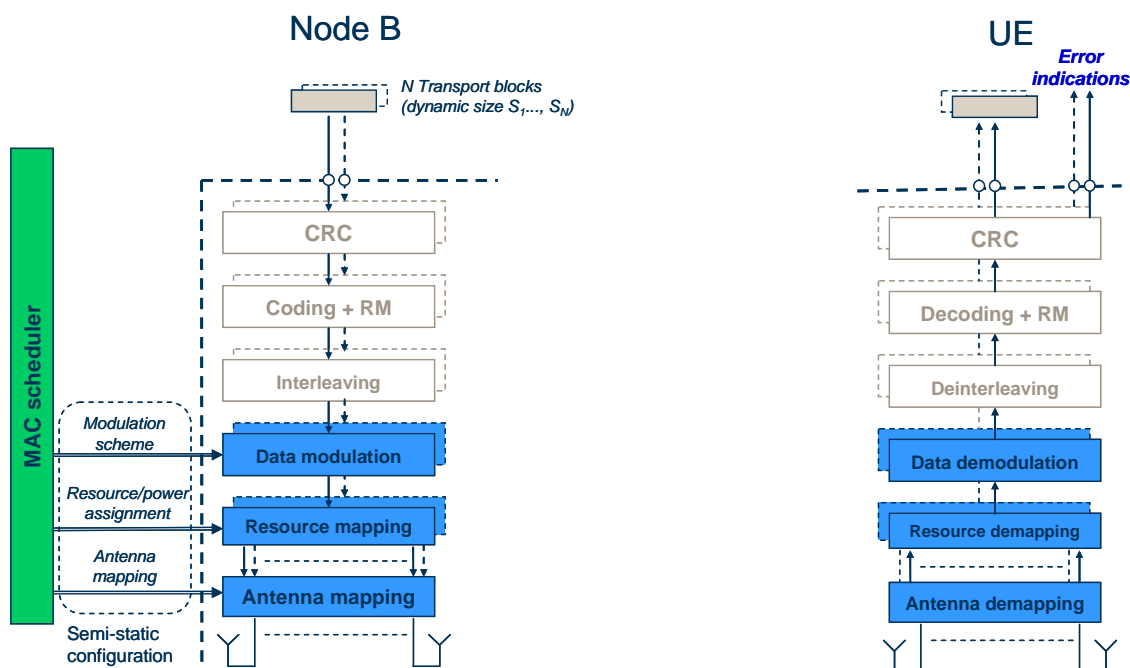 Node B
UE
N Transport blocks
(dynamic size S1..., SN)
Error
indications
MAC scheduler
CRC
Coding + RM
Interleaving
Modulation
scheme
Data modulation
Resource/power
assignment
Resource mapping
Antenna
mapping
Antenna mapping
Semi-static
configuration
CRC
Decoding + RM
Deinterleaving
Data demodulation
Resource demapping
Antenna demapping